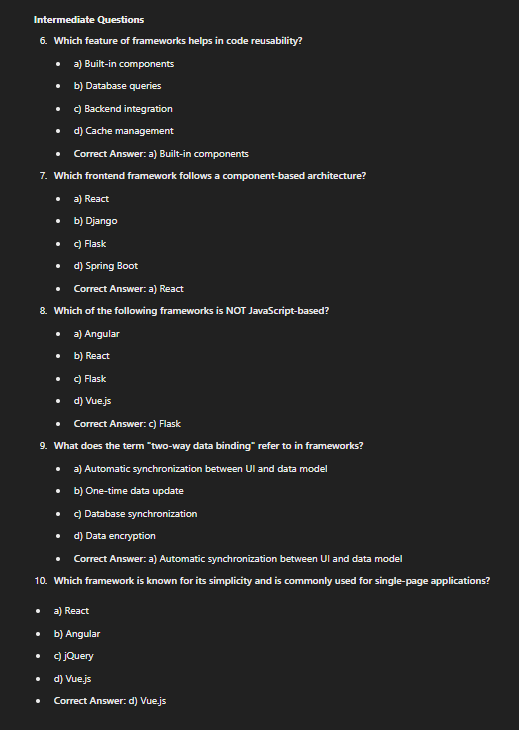 Intermediate Questions
6. Which feature of frameworks helps in code reusability?
• a) Built-in components
• b) Database queries
• c) Backend integration
• d) Cache management
• Correct Answer: a) Built-in components
7. Which frontend framework follows a component-based architecture?
• a) React
• b) Django
• c) Flask
• d) Spring Boot
• Correct Answer: a) React
8. Which of the following frameworks is NOT JavaScript-based?
• a) Angular
• b) React
• c) Flask
• d) Vue.js
• Correct Answer: c) Flask
9. What does the term "two-way data binding" refer to in frameworks?
• a) Automatic synchronization between UI and data model
• b) One-time data update
• c) Database synchronization
• d) Data encryption
• Correct Answer: a) Automatic synchronization between UI and data model
10. Which framework is known for its simplicity and is commonly used for single-page applications?
• a) React
• b) Angular
• c) jQuery
• d) Vue.js
• Correct Answer: d) Vue.js